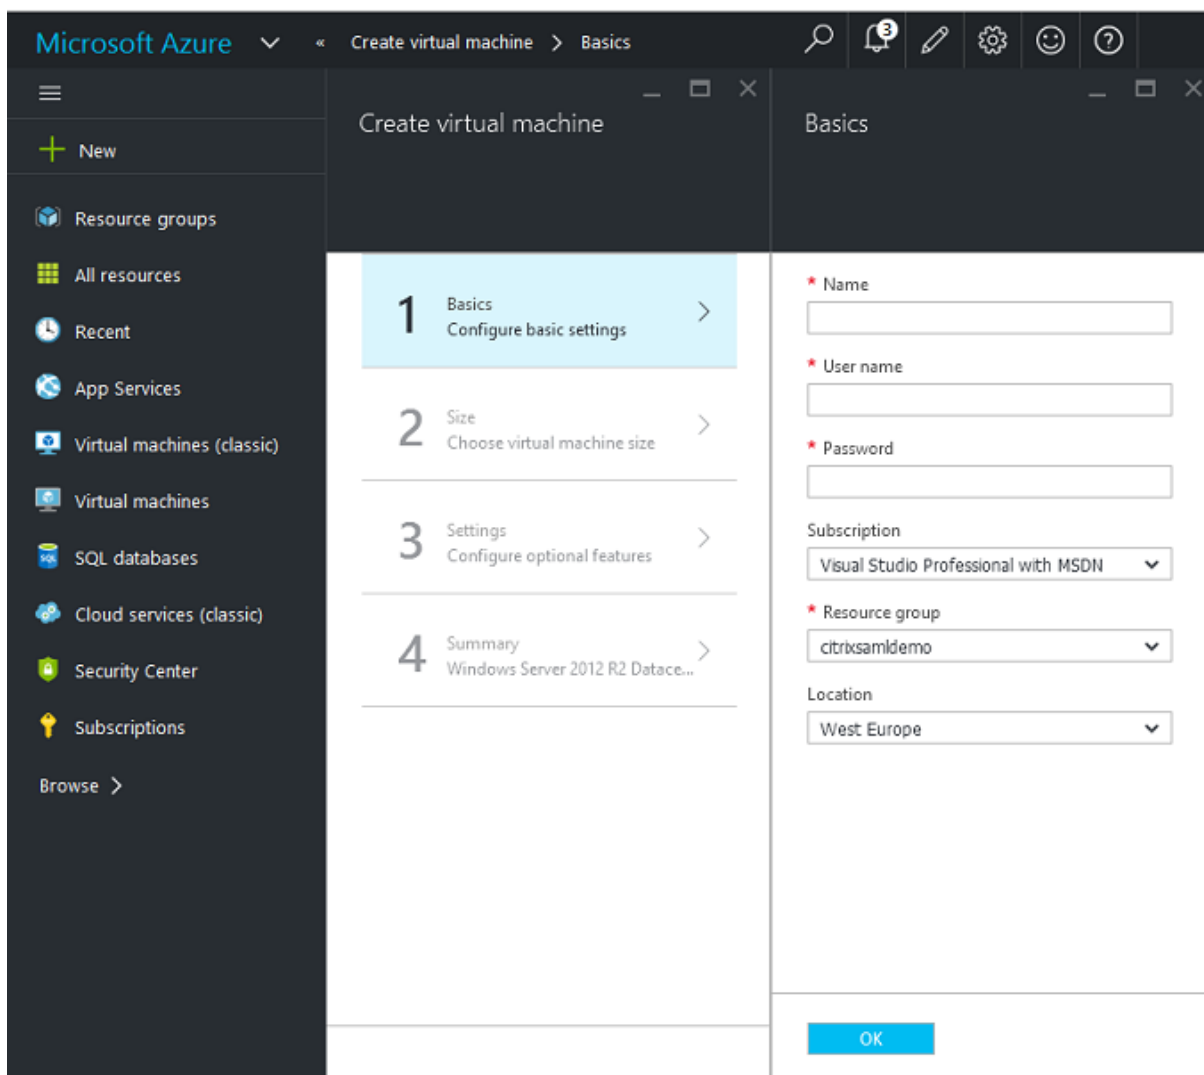 Microsoft Azure
« Create virtual machine > Basics
3
New
Resource groups
All resources
Recent
App Services
Virtual machines (classic)
Virtual machines
SQL databases
Cloud services (classic)
Security Center
Subscriptions
Browse >
Create virtual machine
1
Basics
Configure basic settings
2
Size
Choose virtual machine size
3
Settings
Configure optional features
4
Summary
Windows Server 2012 R2 Datace...
Basics
* Name
* User name
* Password
Subscription
Visual Studio Professional with MSDN
* Resource group
citrixsamldemo
Location
West Europe
OK